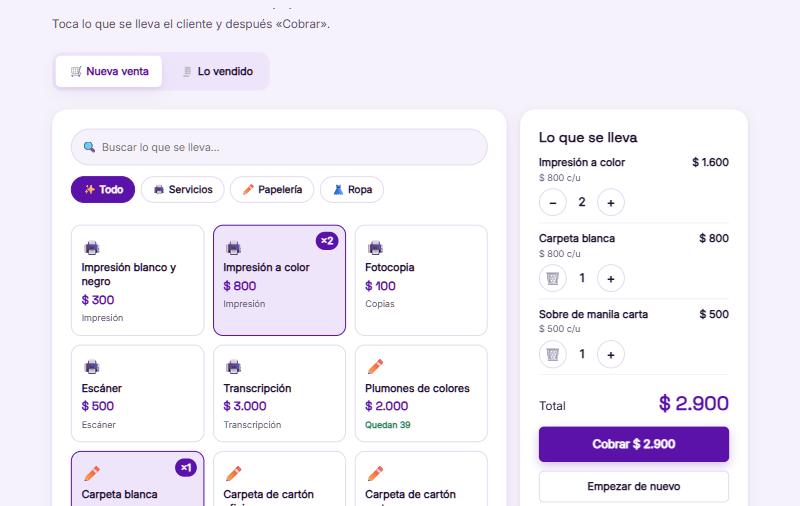 Toca lo que se lleva el cliente y después «Cobrar».
Nueva venta
Lo vendido
Buscar lo que se lleva...
Todo
Servicios
Papelería
Ropa
×2
Impresión blanco y
negro
$ 300
Impresión
Impresión a color
$ 800
Impresión
Fotocopia
$ 100
Copias
Escáner
$ 500
Escáner
Transcripción
$ 3.000
Transcripción
Plumones de colores
$ 2.000
Quedan 39
×1
Carpeta blanca
Carpeta de cartón
Carpeta de cartón
Lo que se lleva
Impresión a color
$ 1.600
$ 800 c/u
− 2 +
Carpeta blanca
$ 800
$ 800 c/u
1 +
Sobre de manila carta
$ 500
$ 500 c/u
1 +
Total
$ 2.900
Cobrar $ 2.900
Empezar de nuevo